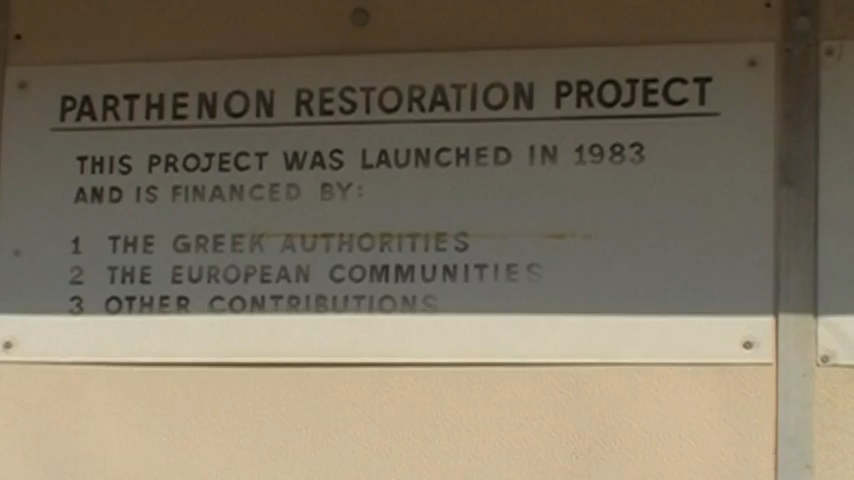 PARTHENON RESTORATION PROJECT
THIS PROJECT WAS LAUNCHED IN 1983
AND IS FINANCED BY:
1 THE GREEK AUTHORITIES
2 THE EUROPEAN COMMUNITIES
3 OTHER CONTRIBUTIONS